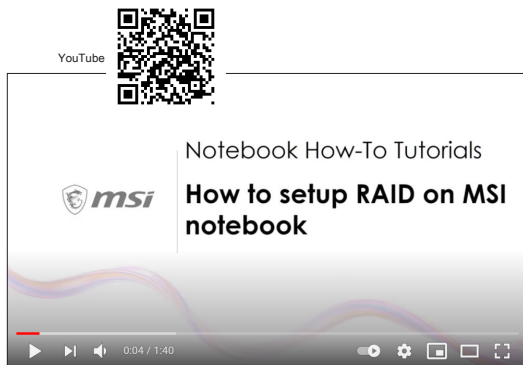 YouTube
Notebook How-To Tutorials
msi
How to setup RAID on MSI
notebook
0:04 / 1:40